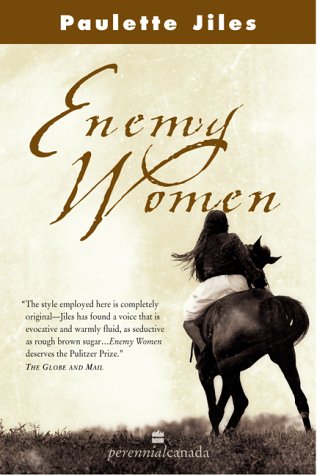 Paulette Jiles
Enemy
Women
“The style employed here is completely
original—Jiles has found a voice that is
evocative and warmly fluid, as seductive
as rough brown sugar…Enemy Women
deserves the Pulitzer Prize.”
The Globe and Mail
perennialcanada